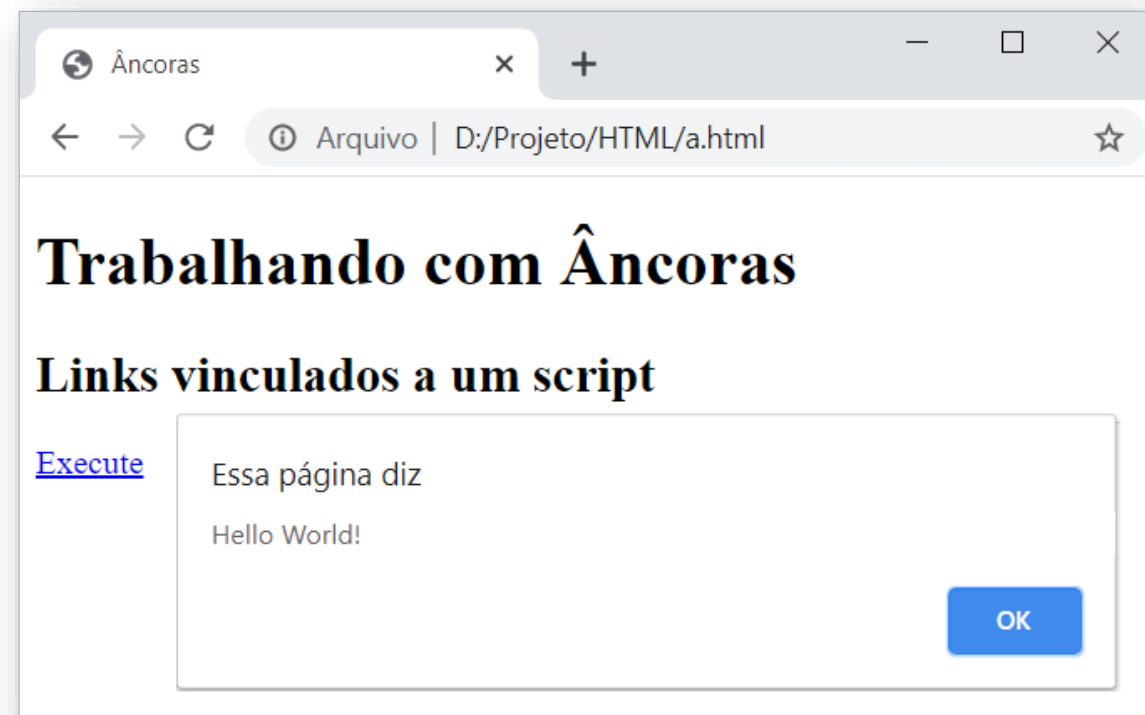 Âncoras
Arquivo | D:/Projeto/HTML/a.html
Trabalhando com Âncoras
Links vinculados a um script
Execute
Essa página diz
Hello World!
OK